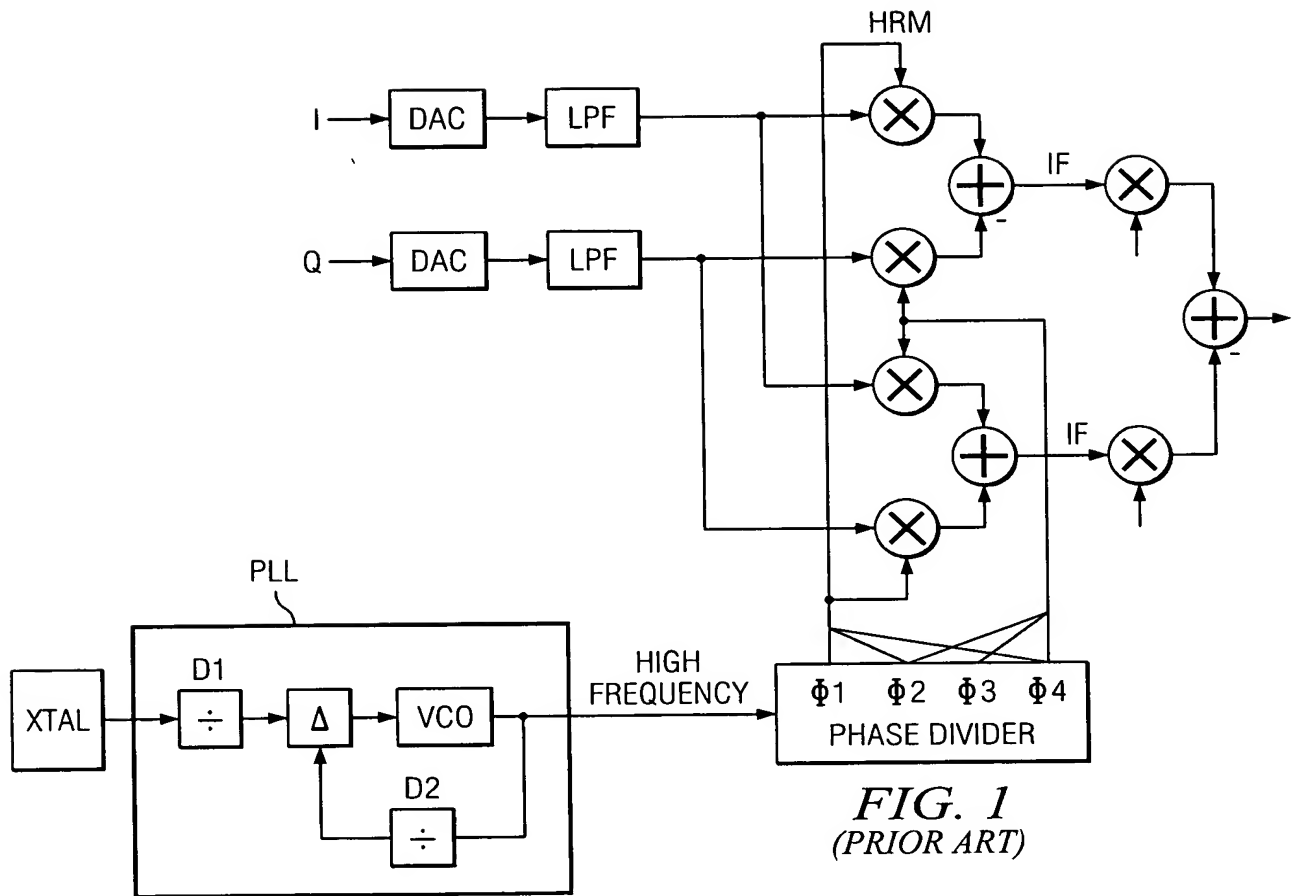 HRM
I
DAC
LPF
IF
Q
DAC
LPF
IF
PLL
D1
XTAL
÷
Δ
VCO
D2
÷
HIGH
FREQUENCY
Φ1 Φ2 Φ3 Φ4
PHASE DIVIDER
FIG. 1
(PRIOR ART)